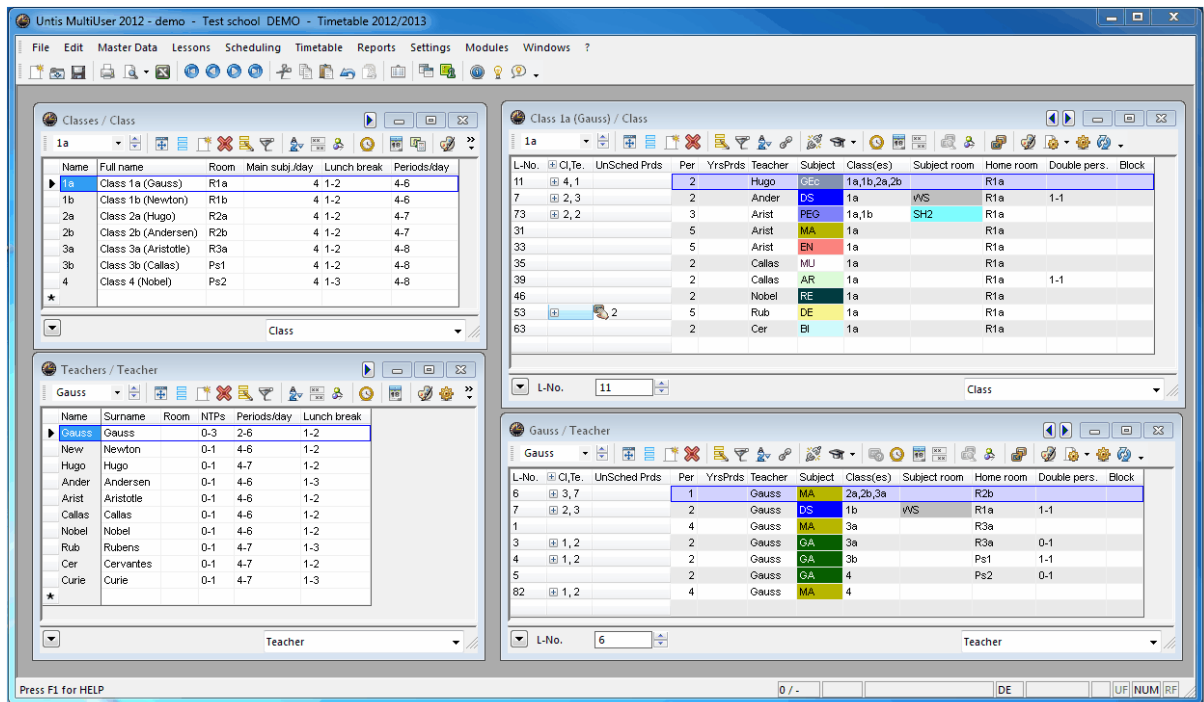 Untis MultiUser 2012 - demo - Test school DEMO - Timetable 2012/2013
File Edit Master Data Lessons Scheduling Timetable Reports Settings Modules Windows ?
Classes / Class
1a
Name Full name Room Main subj./day Lunch break Periods/day
1a Class 1a (Gauss) R1a 4 1-2 4-6
1b Class 1b (Newton) R1b 4 1-2 4-6
2a Class 2a (Hugo) R2a 4 1-2 4-7
2b Class 2b (Andersen) R2b 4 1-2 4-7
3a Class 3a (Aristotle) R3a 4 1-2 4-8
3b Class 3b (Callas) Ps1 4 1-2 4-8
4 Class 4 (Nobel) Ps2 4 1-3 4-8
*
Class
Class 1a (Gauss) / Class
1a
L-No. Cl,Te. UnSched Prds Per YrsPrds Teacher Subject Class(es) Subject room Home room Double pers. Block
11 4, 1 2 Hugo GEc 1a,1b,2a,2b R1a
7 2, 3 2 Ander DS 1a WS R1a 1-1
73 2, 2 3 Arist PEG 1a,1b SH2 R1a
31 5 Arist MA 1a R1a
33 5 Arist EN 1a R1a
35 2 Callas MU 1a R1a
39 2 Callas AR 1a R1a 1-1
46 2 Nobel RE 1a R1a
53 2 5 Rub DE 1a R1a
63 2 Cer BI 1a R1a
L-No. 11 Class
Teachers / Teacher
Gauss
Name Surname Room NTPs Periods/day Lunch break
Gauss Gauss 0-3 2-6 1-2
New Newton 0-1 4-6 1-2
Hugo Hugo 0-1 4-7 1-2
Ander Andersen 0-1 4-6 1-3
Arist Aristotle 0-1 4-6 1-2
Callas Callas 0-1 4-6 1-2
Nobel Nobel 0-1 4-6 1-2
Rub Rubens 0-1 4-7 1-3
Cer Cervantes 0-1 4-7 1-2
Curie Curie 0-1 4-7 1-3
*
Teacher
Gauss / Teacher
Gauss
L-No. Cl,Te. UnSched Prds Per YrsPrds Teacher Subject Class(es) Subject room Home room Double pers. Block
6 3, 7 1 Gauss MA 2a,2b,3a R2b
7 2, 3 2 Gauss DS 1b WS R1a 1-1
1 4 Gauss MA 3a R3a
3 1, 2 2 Gauss GA 3a R3a 0-1
4 1, 2 2 Gauss GA 3b Ps1 1-1
5 2 Gauss GA 4 Ps2 0-1
82 1, 2 4 Gauss MA 4
L-No. 6 Teacher
Press F1 for HELP 0 / - DE UF NUM RF